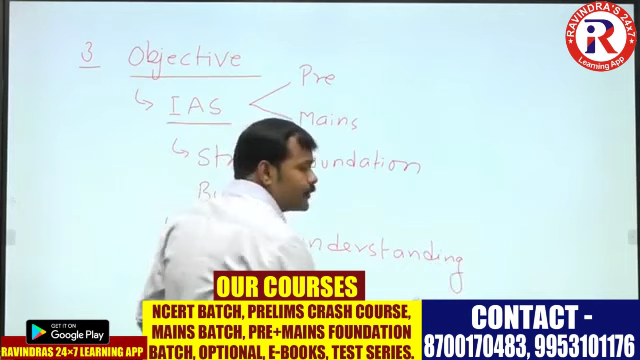 RAVINDRA'S 24x7
Learning App
3 Objective
IAS
Pre
Mains
oundation
nderstanding
OUR COURSES
NCERT BATCH, PRELIMS CRASH COURSE,
MAINS BATCH, PRE+MAINS FOUNDATION
BATCH, OPTIONAL, E-BOOKS, TEST SERIES.
GET IT ON
Google Play
RAVINDRAS 24×7 LEARNING APP
CONTACT -
8700170483, 9953101176